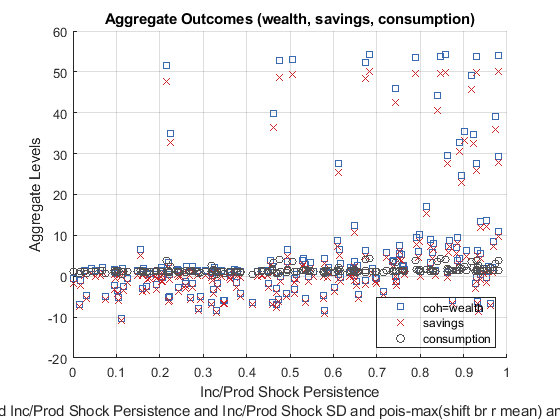 Aggregate Outcomes (wealth, savings, consumption)
Aggregate Levels
60
50
40
30
20
10
0
-10
-20
coh=wealth
savings
consumption
0
0.1
0.2
0.3
0.4
0.5
0.6
0.7
0.8
0.9
1
Inc/Prod Shock Persistence
d Inc/Prod Shock Persistence and Inc/Prod Shock SD and pois-max(shift br r mean) a